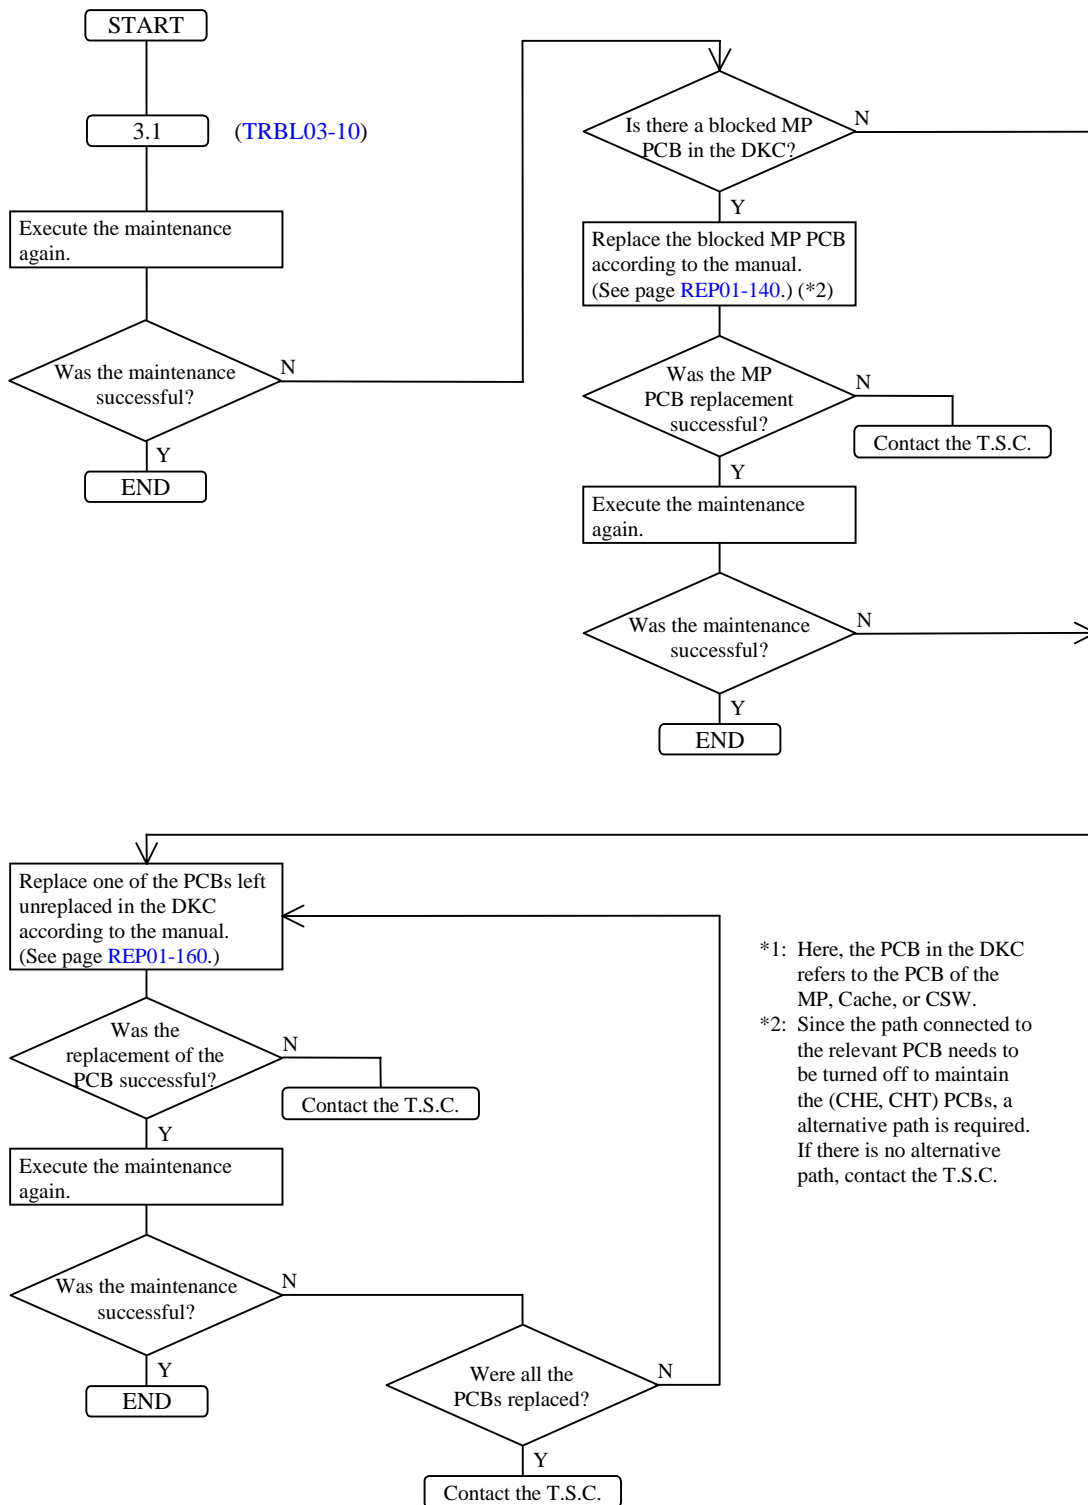 START
3.1 (TRBL03-10)
Execute the maintenance
again.
Was the maintenance
successful?
N
Y
END
Is there a blocked MP
PCB in the DKC?
N
Y
Replace the blocked MP PCB
according to the manual.
(See page REP01-140.) (*2)
Was the MP
PCB replacement
successful?
N
Contact the T.S.C.
Y
Execute the maintenance
again.
Was the maintenance
successful?
N
Y
END
Replace one of the PCBs left
unreplaced in the DKC
according to the manual.
(See page REP01-160.)
Was the
replacement of the
PCB successful?
N
Contact the T.S.C.
Y
Execute the maintenance
again.
Was the maintenance
successful?
N
Y
END
Were all the
PCBs replaced?
N
Y
Contact the T.S.C.
*1: Here, the PCB in the DKC
refers to the PCB of the
MP, Cache, or CSW.
*2: Since the path connected to
the relevant PCB needs to
be turned off to maintain
the (CHE, CHT) PCBs, a
alternative path is required.
If there is no alternative
path, contact the T.S.C.